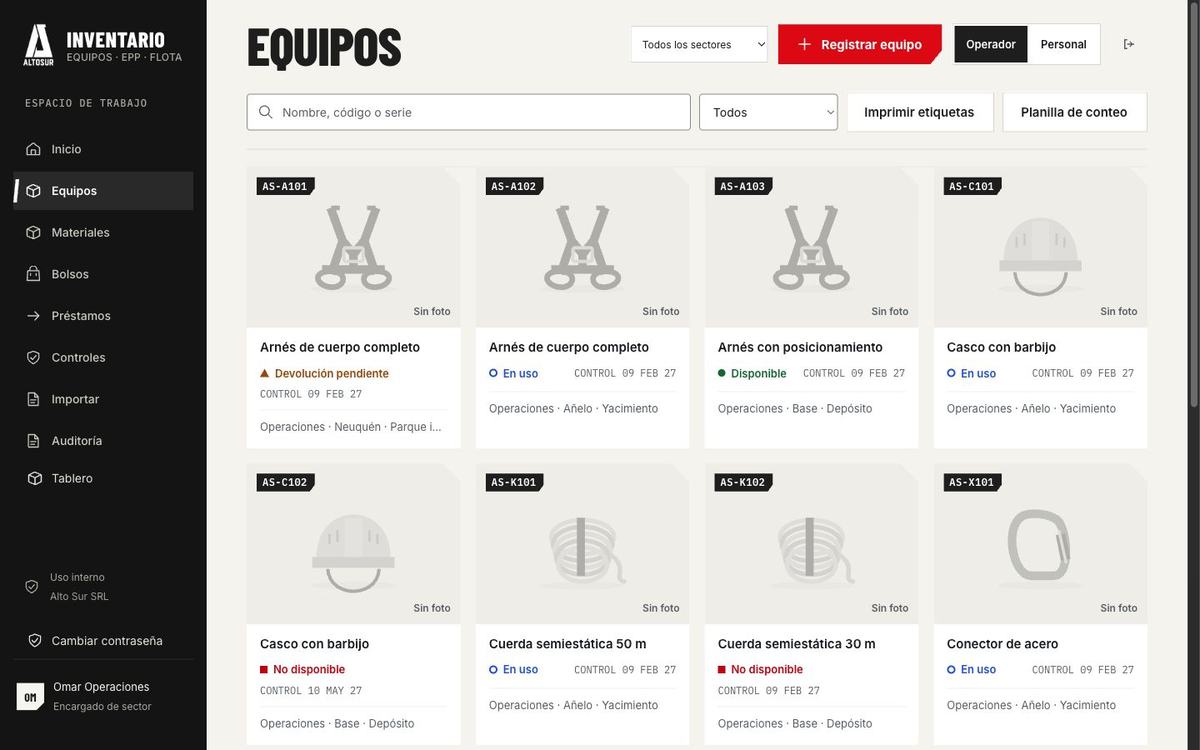 ALTOSUR
INVENTARIO
EQUIPOS · EPP · FLOTA
ESPACIO DE TRABAJO
Inicio
Equipos
Materiales
Bolsos
Préstamos
Controles
Importar
Auditoría
Tablero
Uso interno
Alto Sur SRL
Cambiar contraseña
OM
Omar Operaciones
Encargado de sector
EQUIPOS
Todos los sectores
Registrar equipo
Operador
Personal
Nombre, código o serie
Todos
Imprimir etiquetas
Planilla de conteo
AS-A101
Sin foto
Arnés de cuerpo completo
Devolución pendiente
CONTROL 09 FEB 27
Operaciones · Neuquén · Parque i...
AS-A102
Sin foto
Arnés de cuerpo completo
En uso CONTROL 09 FEB 27
Operaciones · Añelo · Yacimiento
AS-A103
Sin foto
Arnés con posicionamiento
Disponible CONTROL 09 FEB 27
Operaciones · Base · Depósito
AS-C101
Sin foto
Casco con barbijo
En uso CONTROL 09 FEB 27
Operaciones · Añelo · Yacimiento
AS-C102
Sin foto
Casco con barbijo
No disponible
CONTROL 10 MAY 27
Operaciones · Base · Depósito
AS-K101
Sin foto
Cuerda semiestática 50 m
En uso CONTROL 09 FEB 27
Operaciones · Añelo · Yacimiento
AS-K102
Sin foto
Cuerda semiestática 30 m
No disponible
CONTROL 09 FEB 27
Operaciones · Base · Depósito
AS-X101
Sin foto
Conector de acero
En uso CONTROL 09 FEB 27
Operaciones · Añelo · Yacimiento